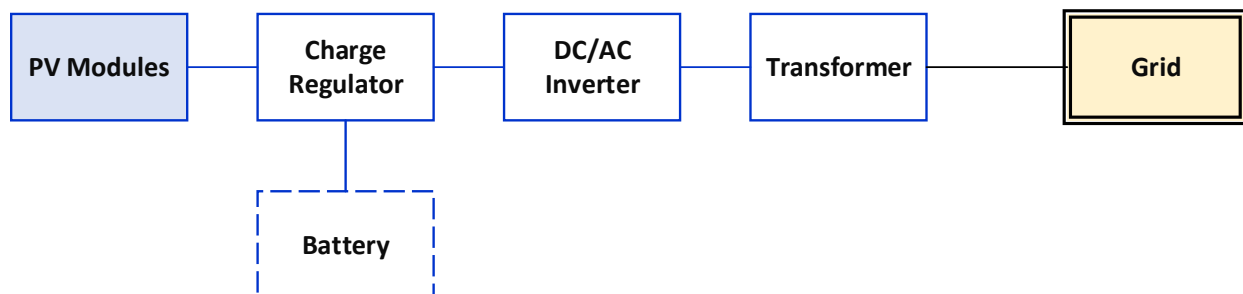 PV Modules
Charge
Regulator
DC/AC
Inverter
Transformer
Grid
Battery